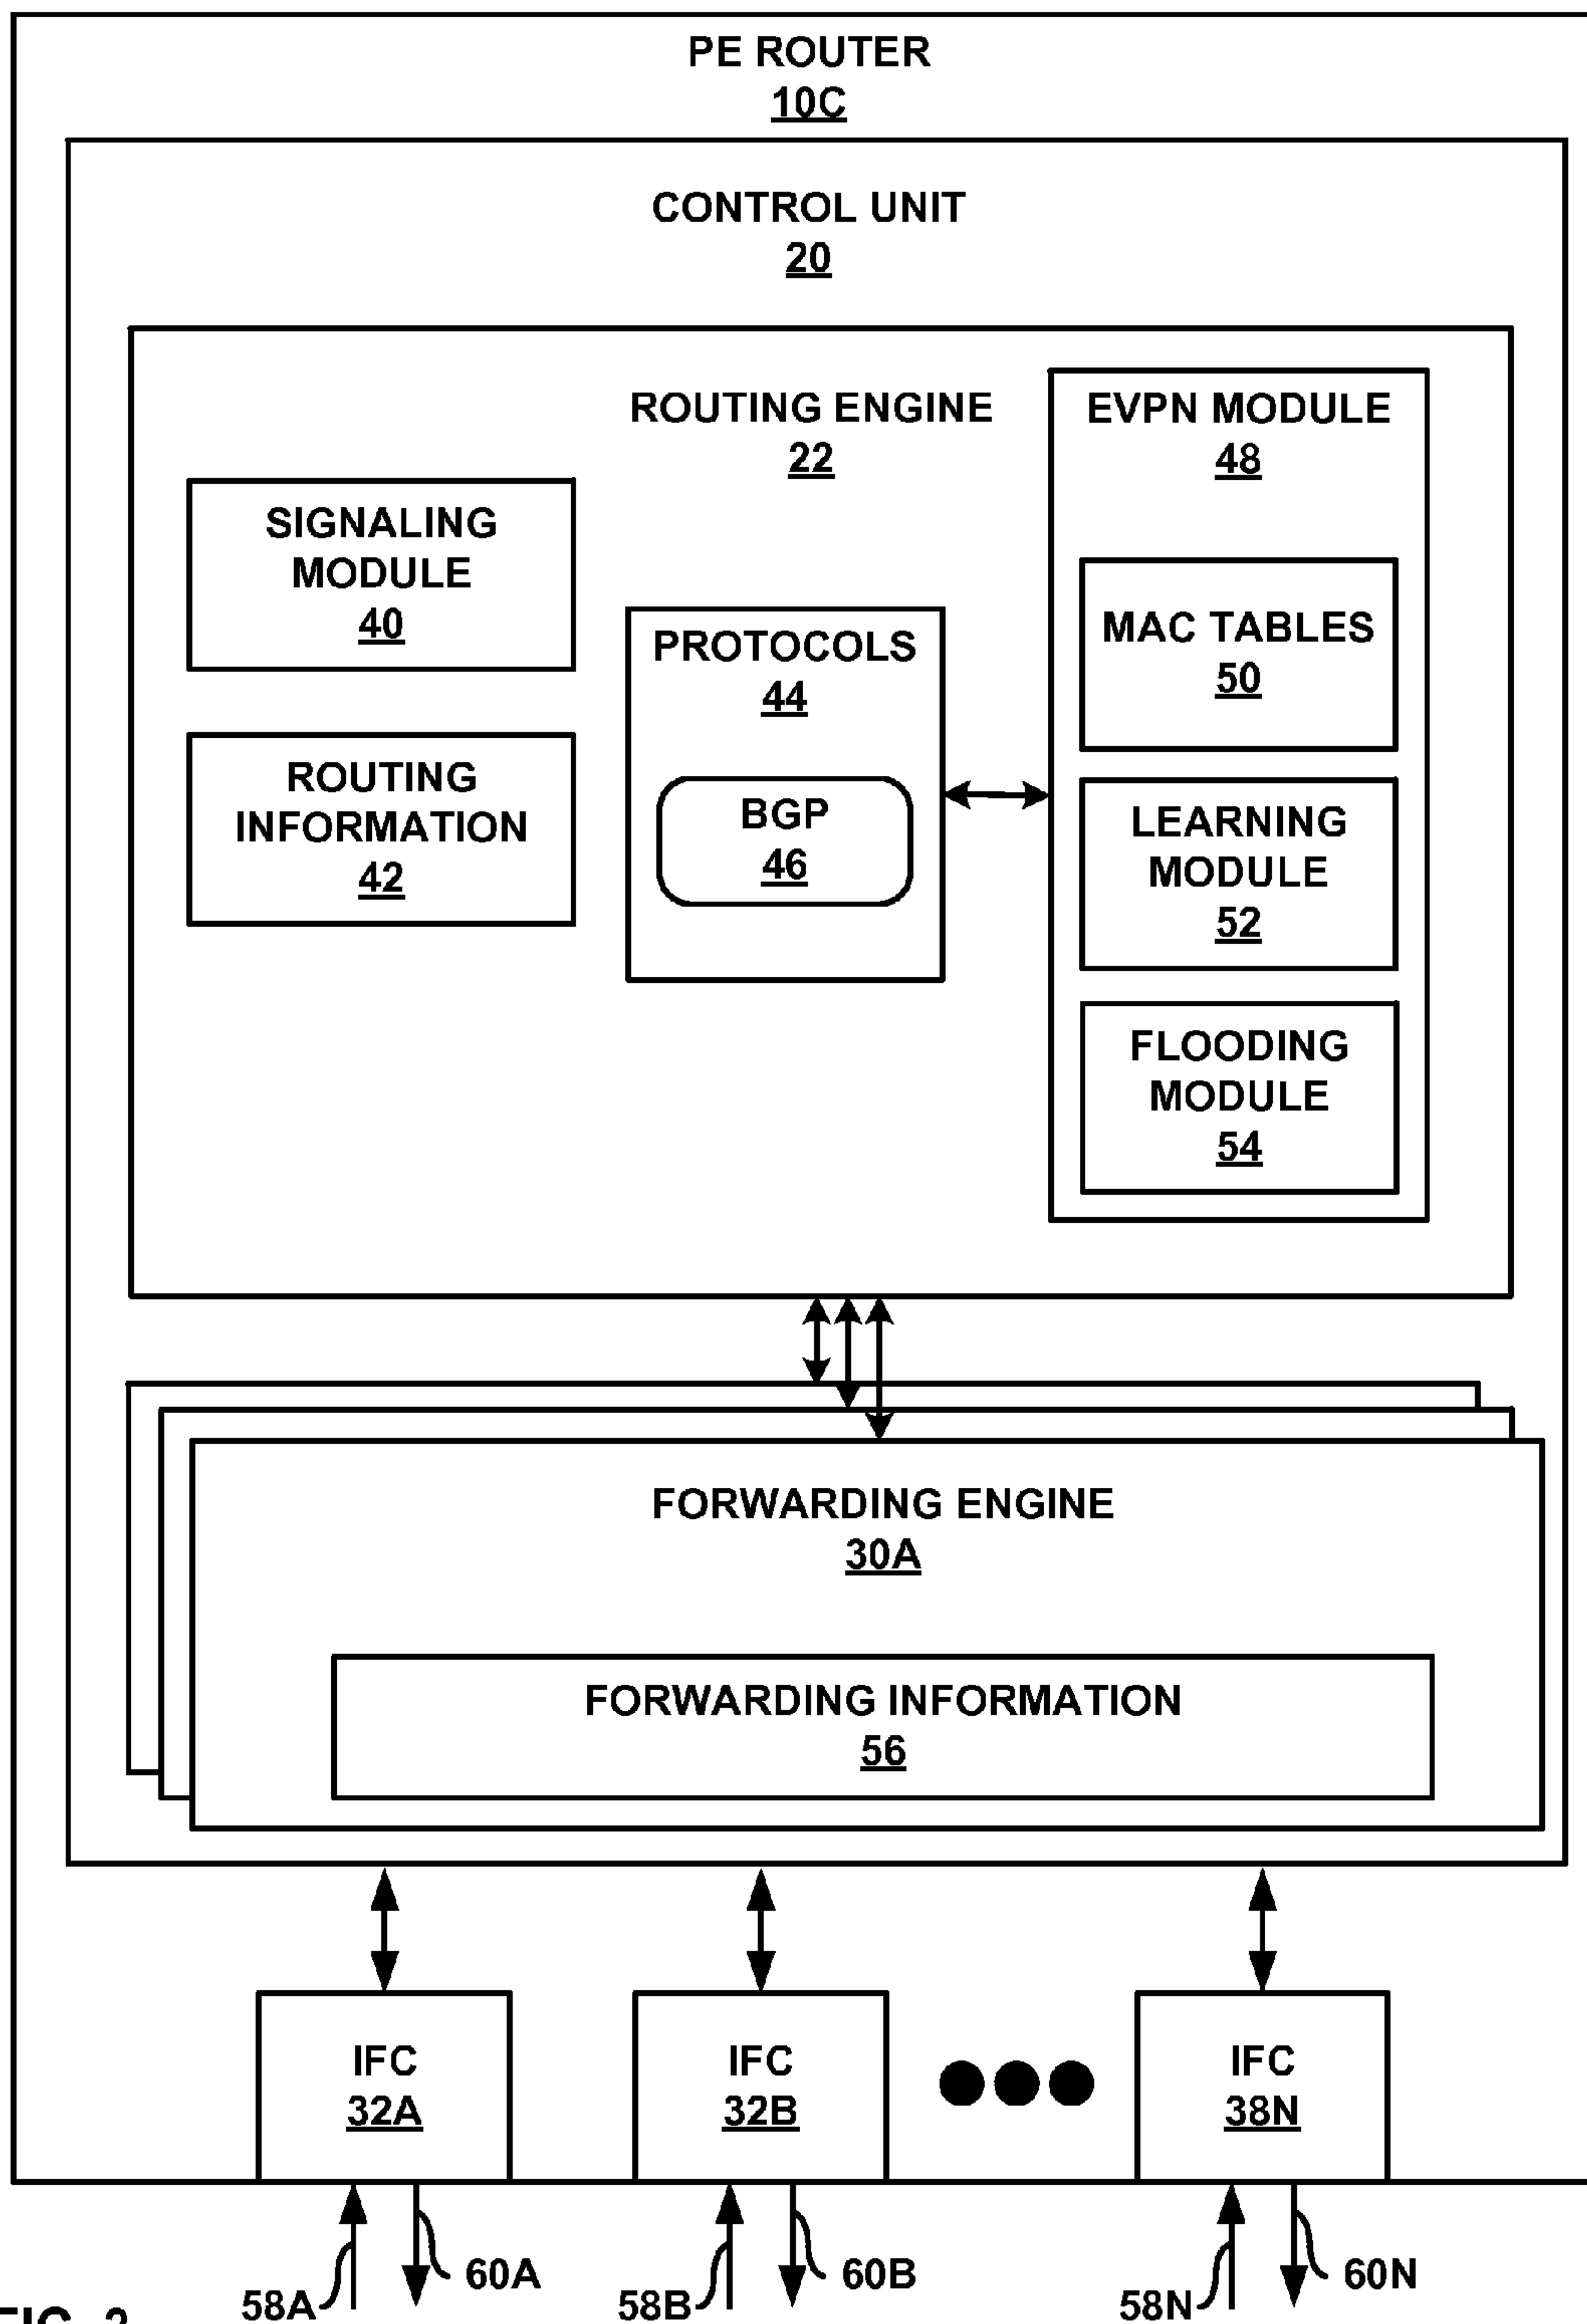 PE ROUTER
10C
CONTROL UNIT
20
ROUTING ENGINE
22
SIGNALING
MODULE
40
ROUTING
INFORMATION
42
PROTOCOLS
44
BGP
46
EVPN MODULE
48
MAC TABLES
50
LEARNING
MODULE
52
FLOODING
MODULE
54
FORWARDING ENGINE
30A
FORWARDING INFORMATION
56
IFC
32A
IFC
32B
IFC
38N
58A
60A
58B
60B
58N
60N